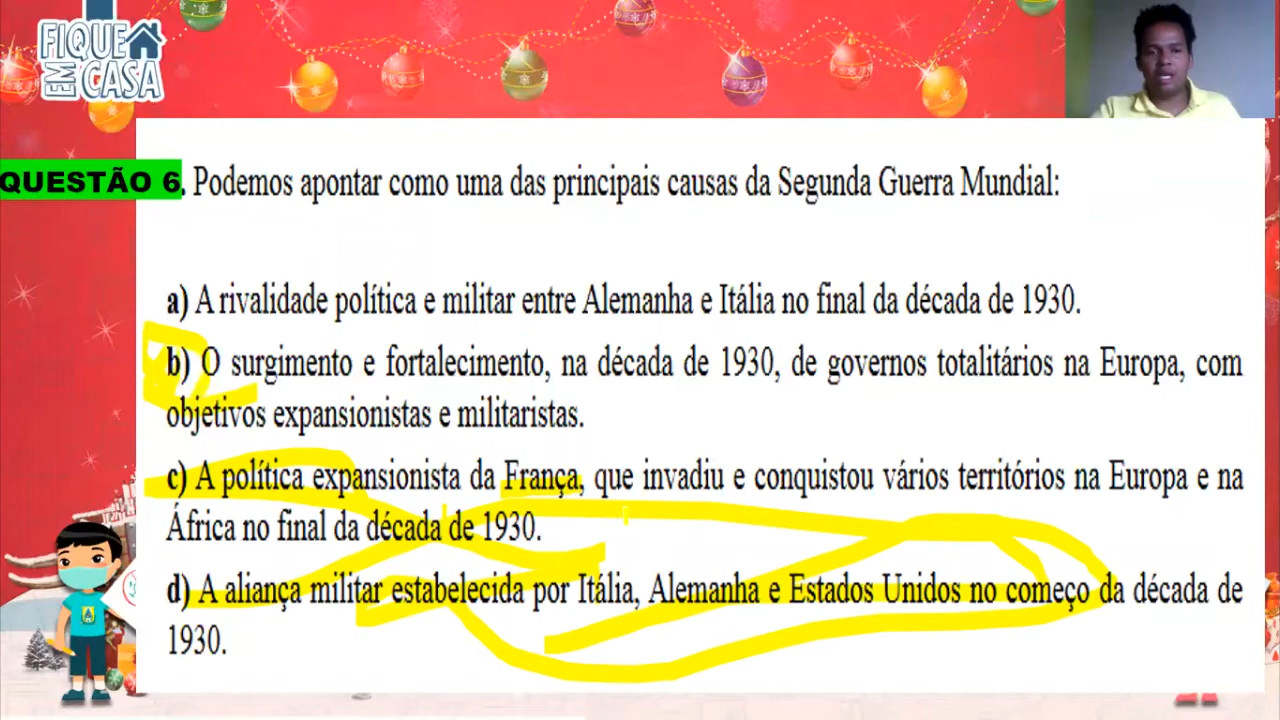 FIQUE
EM CASA
QUESTÃO 6. Podemos apontar como uma das principais causas da Segunda Guerra Mundial:
a) A rivalidade política e militar entre Alemanha e Itália no final da década de 1930.
b) O surgimento e fortalecimento, na década de 1930, de governos totalitários na Europa, com
objetivos expansionistas e militaristas.
c) A política expansionista da França, que invadiu e conquistou vários territórios na Europa e na
África no final da década de 1930.
d) A aliança militar estabelecida por Itália, Alemanha e Estados Unidos no começo da década de
1930.